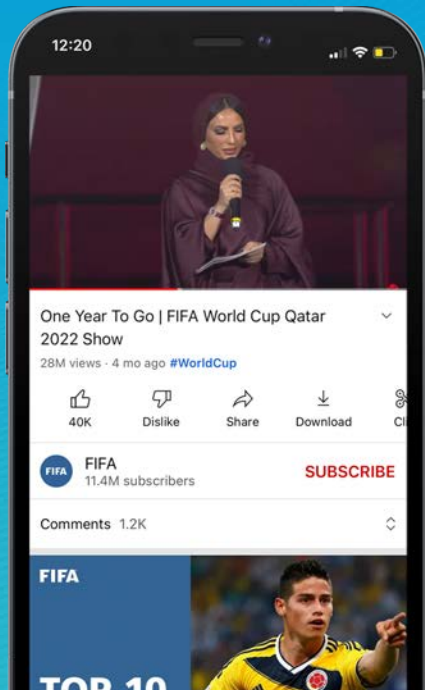 12:20
One Year To Go | FIFA World Cup Qatar
2022 Show
28M views · 4 mo ago #WorldCup
40K
Dislike
Share
Download
FIFA
FIFA
11.4M subscribers
SUBSCRIBE
Comments 1.2K
FIFA
TOP 10